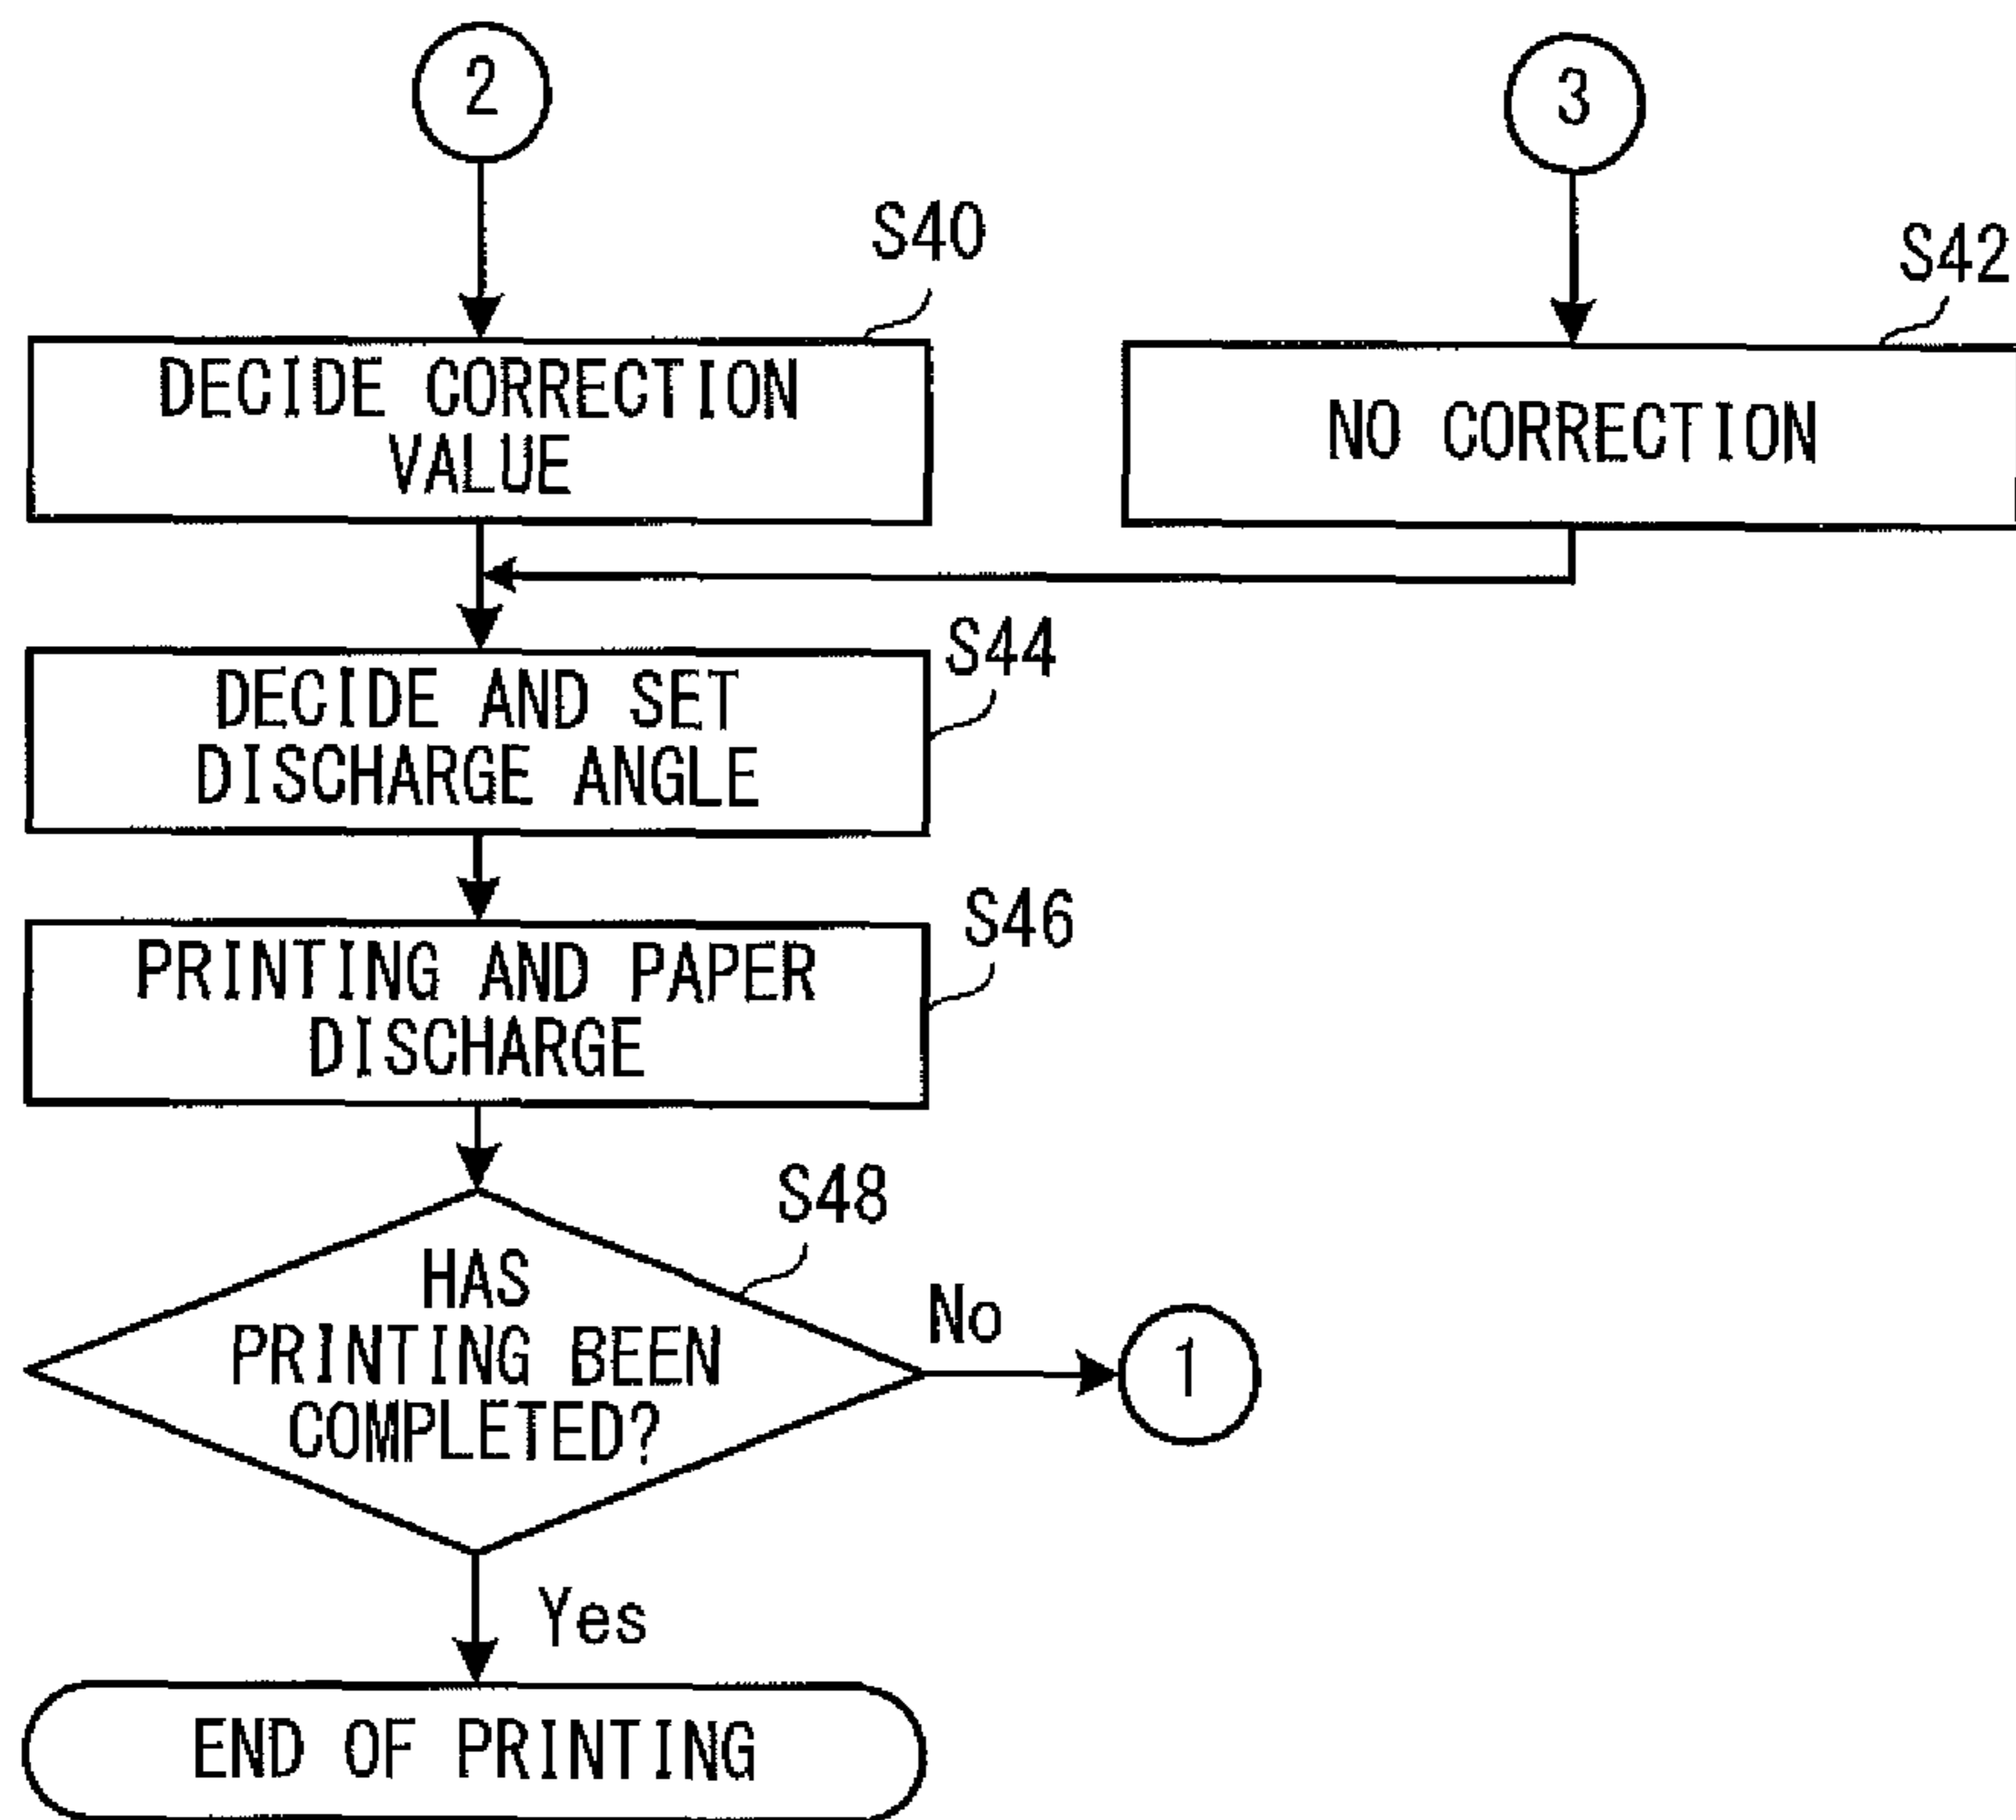 2
3
S40
S42
DECIDE CORRECTION
VALUE
NO CORRECTION
S44
DECIDE AND SET
DISCHARGE ANGLE
S46
PRINTING AND PAPER
DISCHARGE
S48
HAS
PRINTING BEEN
COMPLETED?
No
1
Yes
END OF PRINTING